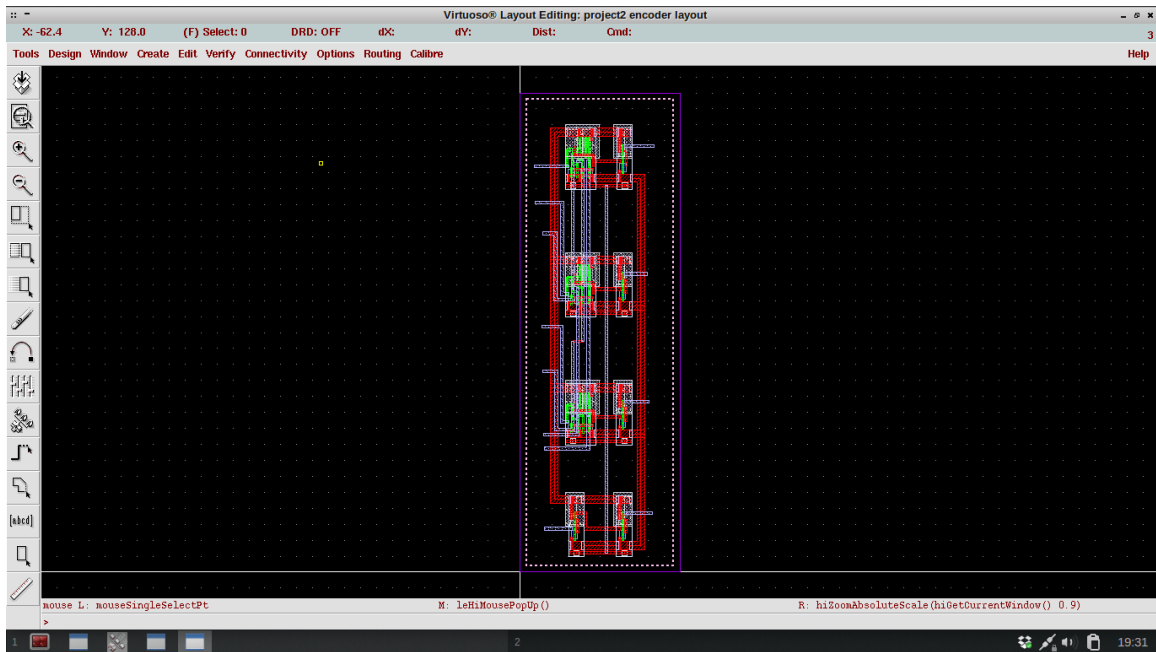 Virtuoso® Layout Editing: project2 encoder layout
X: -62.4 Y: 128.0 (F) Select: 0 DRD: OFF dX: dY: Dist: Cmd:
3
Tools Design Window Create Edit Verify Connectivity Options Routing Calibre Help
[abcd]
mouse L: mouseSingleSelectPt M: leHiMousePopUp() R: hiZoomAbsoluteScale(hiGetCurrentWindow() 0.9)
>
1 2 19:31